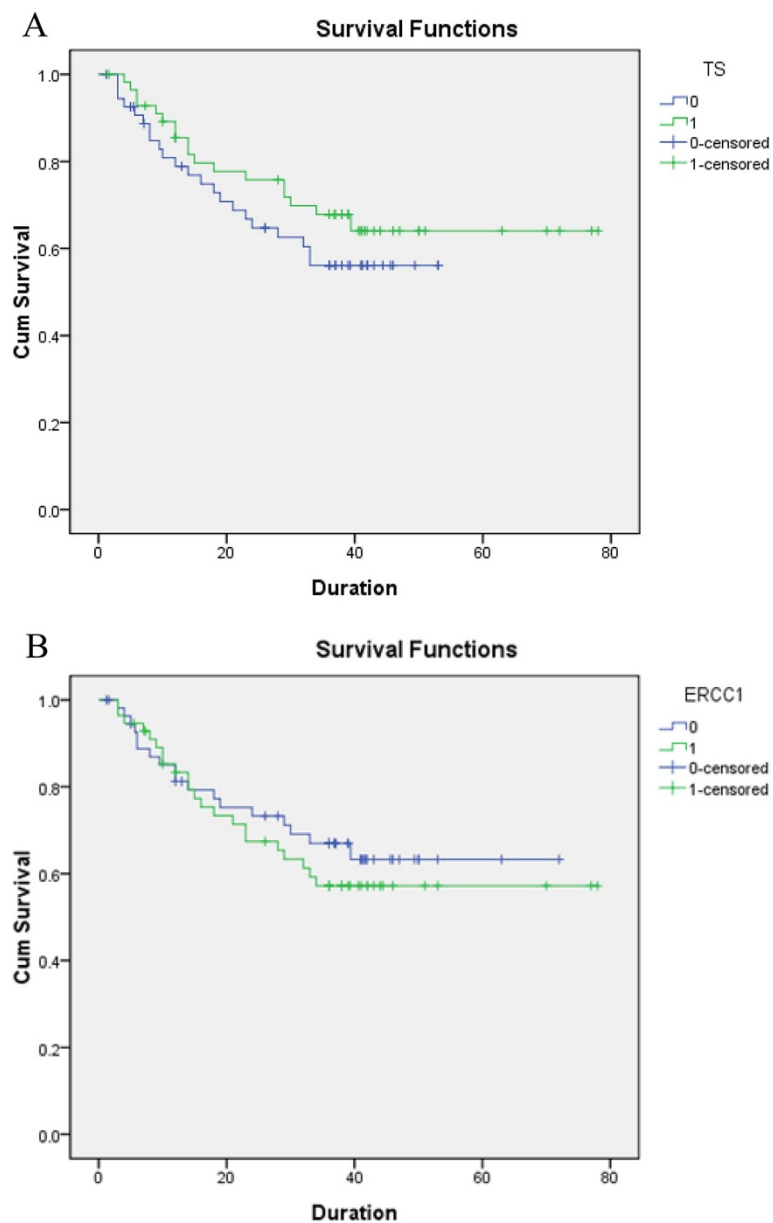 A
Survival Functions
TS
0
1
0-censored
1-censored
1.0
0.8
0.6
0.4
0.2
0.0
Cum Survival
0
20
40
60
80
Duration
B
Survival Functions
ERCC1
0
1
0-censored
1-censored
1.0
0.8
0.6
0.4
0.2
0.0
Cum Survival
0
20
40
60
80
Duration